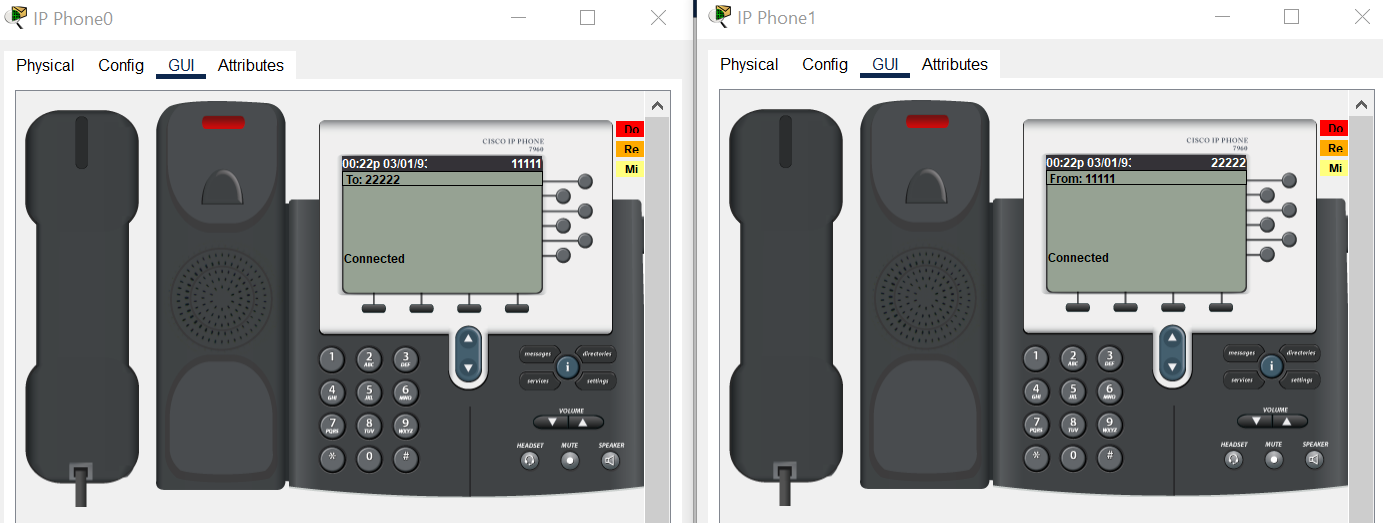 IP Phone0
Physical Config GUI Attributes
CISCO IP PHONE
7960
00:22p 03/01/93 11111
To: 22222
Connected
Do
Re
Mi
1
2 ABC
3 DEF
4 GHI
5 JKL
6 MNO
7 PQRS
8 TUV
9 WXYZ
*
0
#
messages
directories
services
settings
i
VOLUME
HEADSET MUTE SPEAKER
IP Phone1
Physical Config GUI Attributes
CISCO IP PHONE
7960
00:22p 03/01/93 22222
From: 11111
Connected
Do
Re
Mi
1
2 ABC
3 DEF
4 GHI
5 JKL
6 MNO
7 PQRS
8 TUV
9 WXYZ
*
0
#
messages
directories
services
settings
i
VOLUME
HEADSET MUTE SPEAKER